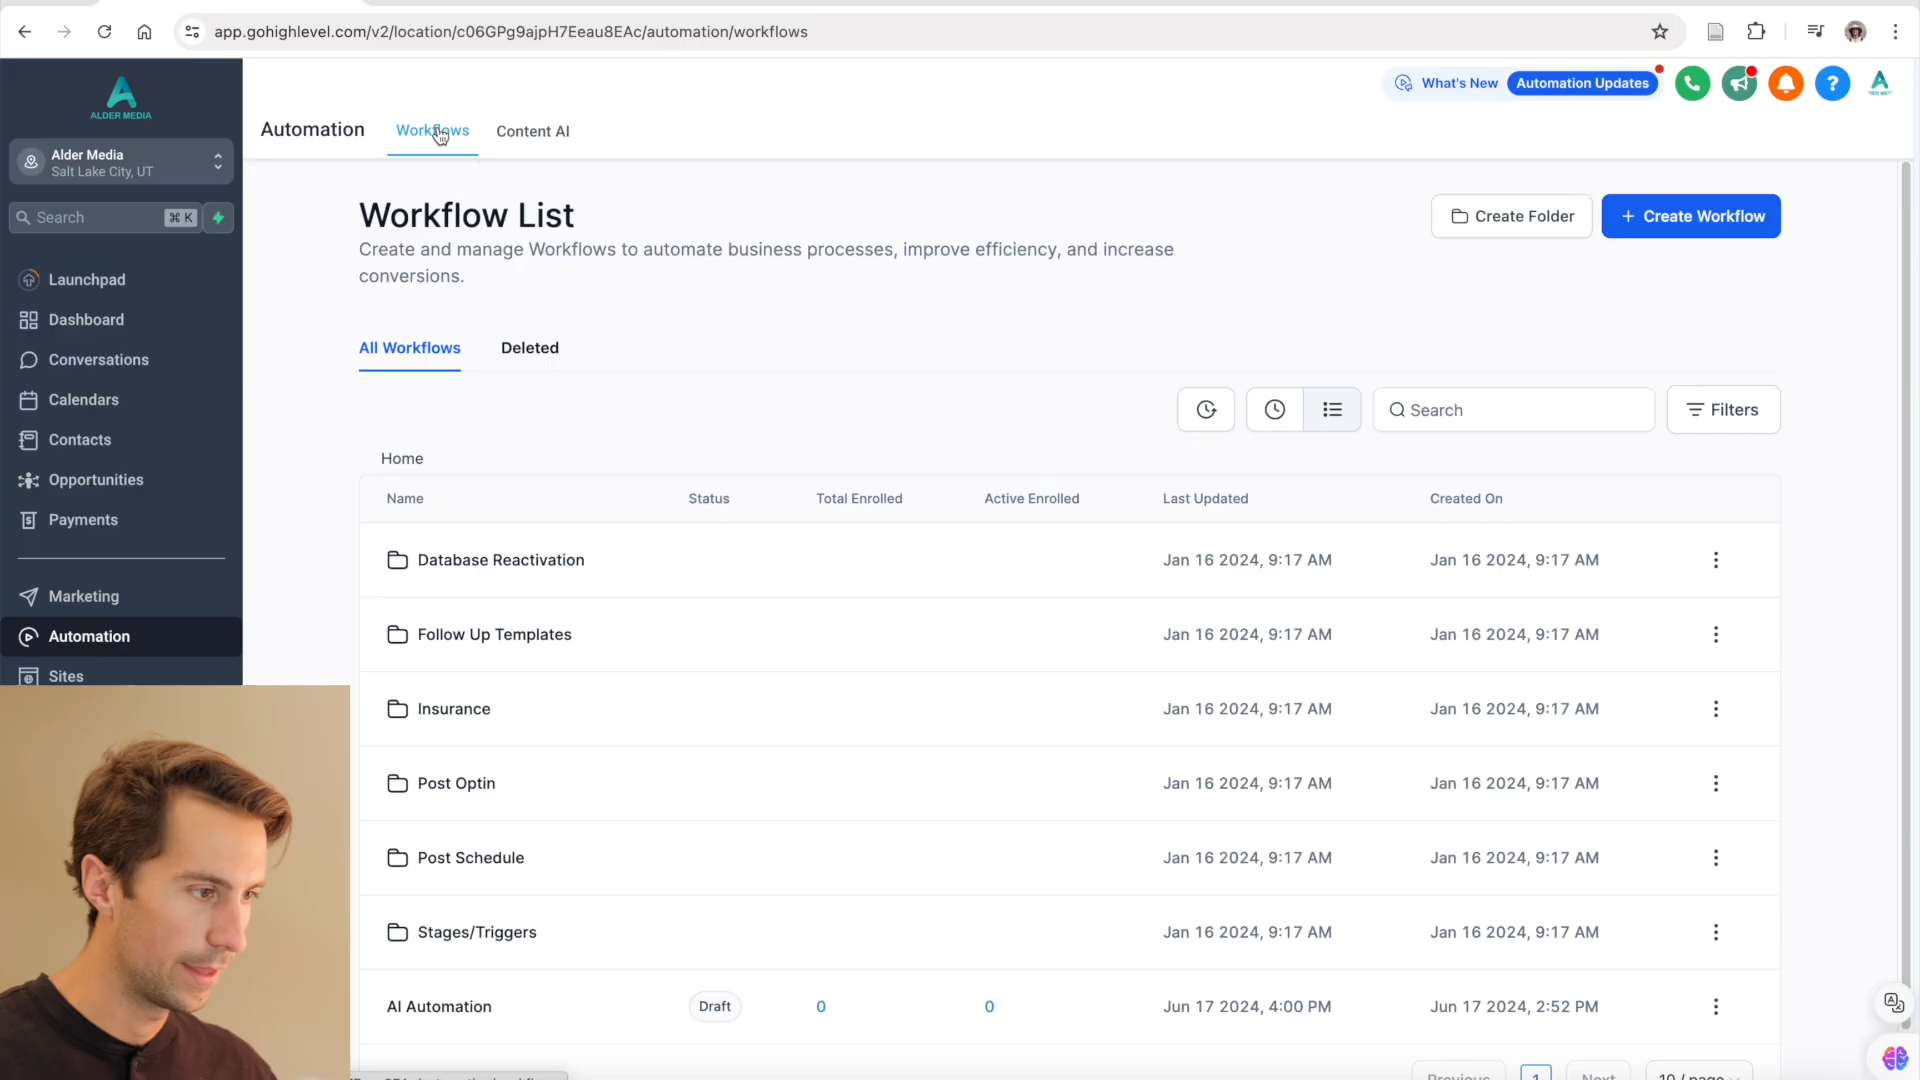 app.gohighlevel.com/v2/location/c06GPg9ajpH7Eeau8EAc/automation/workflows
ALDER MEDIA
Alder Media
Salt Lake City, UT
Search
⌘ K
Launchpad
Dashboard
Conversations
Calendars
Contacts
Opportunities
Payments
Marketing
Automation
Sites
What's New
Automation Updates
Automation
Workflows
Content AI
Workflow List
Create and manage Workflows to automate business processes, improve efficiency, and increase
conversions.
Create Folder
+ Create Workflow
All Workflows
Deleted
Search
Filters
Home
Name Status Total Enrolled Active Enrolled Last Updated Created On
Database Reactivation Jan 16 2024, 9:17 AM Jan 16 2024, 9:17 AM
Follow Up Templates Jan 16 2024, 9:17 AM Jan 16 2024, 9:17 AM
Insurance Jan 16 2024, 9:17 AM Jan 16 2024, 9:17 AM
Post Optin Jan 16 2024, 9:17 AM Jan 16 2024, 9:17 AM
Post Schedule Jan 16 2024, 9:17 AM Jan 16 2024, 9:17 AM
Stages/Triggers Jan 16 2024, 9:17 AM Jan 16 2024, 9:17 AM
AI Automation Draft 0 0 Jun 17 2024, 4:00 PM Jun 17 2024, 2:52 PM
Previous 1 Next 10 / page